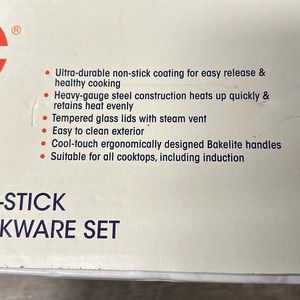 ®
• Ultra-durable non-stick coating for easy release &
healthy cooking
• Heavy-gauge steel construction heats up quickly &
retains heat evenly
• Tempered glass lids with steam vent
• Easy to clean exterior
• Cool-touch ergonomically designed Bakelite handles
• Suitable for all cooktops, including induction
-STICK
KWARE SET